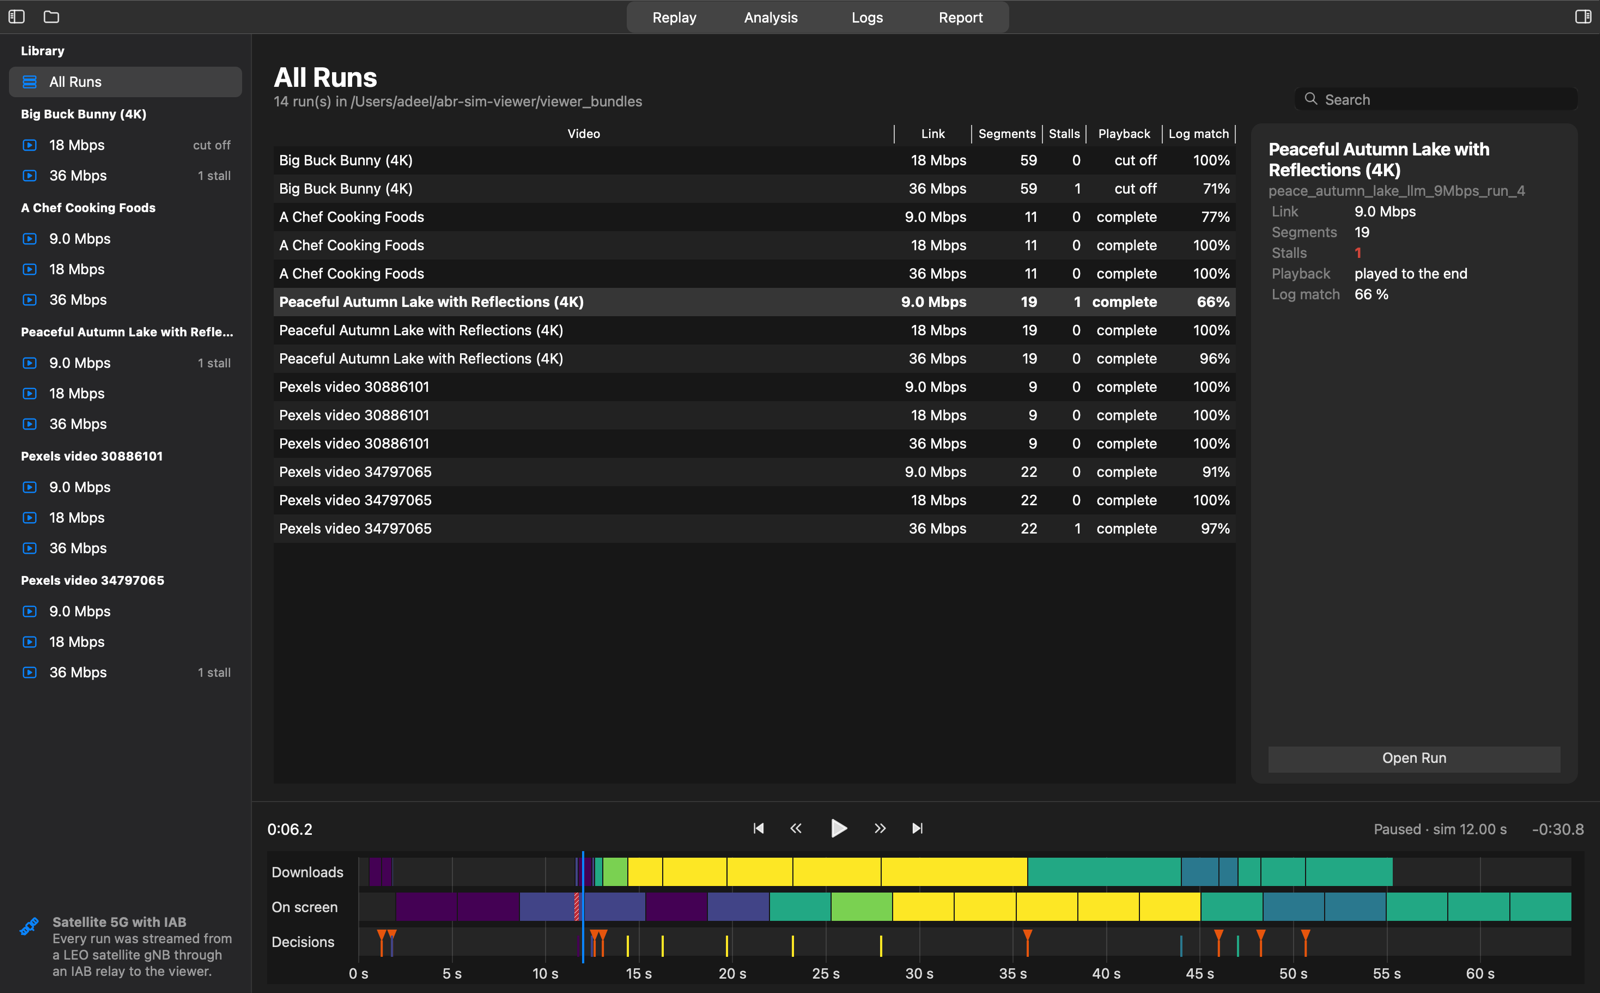 Replay Analysis Logs Report
Library
All Runs
Big Buck Bunny (4K)
18 Mbps cut off
36 Mbps 1 stall
A Chef Cooking Foods
9.0 Mbps
18 Mbps
36 Mbps
Peaceful Autumn Lake with Refle...
9.0 Mbps 1 stall
18 Mbps
36 Mbps
Pexels video 30886101
9.0 Mbps
18 Mbps
36 Mbps
Pexels video 34797065
9.0 Mbps
18 Mbps
36 Mbps 1 stall
Satellite 5G with IAB
Every run was streamed from
a LEO satellite gNB through
an IAB relay to the viewer.
All Runs
14 run(s) in /Users/adeel/abr-sim-viewer/viewer_bundles
Search
Video Link Segments Stalls Playback Log match
Big Buck Bunny (4K) 18 Mbps 59 0 cut off 100%
Big Buck Bunny (4K) 36 Mbps 59 1 cut off 71%
A Chef Cooking Foods 9.0 Mbps 11 0 complete 77%
A Chef Cooking Foods 18 Mbps 11 0 complete 100%
A Chef Cooking Foods 36 Mbps 11 0 complete 100%
Peaceful Autumn Lake with Reflections (4K) 9.0 Mbps 19 1 complete 66%
Peaceful Autumn Lake with Reflections (4K) 18 Mbps 19 0 complete 100%
Peaceful Autumn Lake with Reflections (4K) 36 Mbps 19 0 complete 96%
Pexels video 30886101 9.0 Mbps 9 0 complete 100%
Pexels video 30886101 18 Mbps 9 0 complete 100%
Pexels video 30886101 36 Mbps 9 0 complete 100%
Pexels video 34797065 9.0 Mbps 22 0 complete 91%
Pexels video 34797065 18 Mbps 22 0 complete 100%
Pexels video 34797065 36 Mbps 22 1 complete 97%
Peaceful Autumn Lake with
Reflections (4K)
peace_autumn_lake_llm_9Mbps_run_4
Link 9.0 Mbps
Segments 19
Stalls 1
Playback played to the end
Log match 66 %
Open Run
0:06.2 Paused · sim 12.00 s -0:30.8
Downloads
On screen
Decisions
0 s 5 s 10 s 15 s 20 s 25 s 30 s 35 s 40 s 45 s 50 s 55 s 60 s